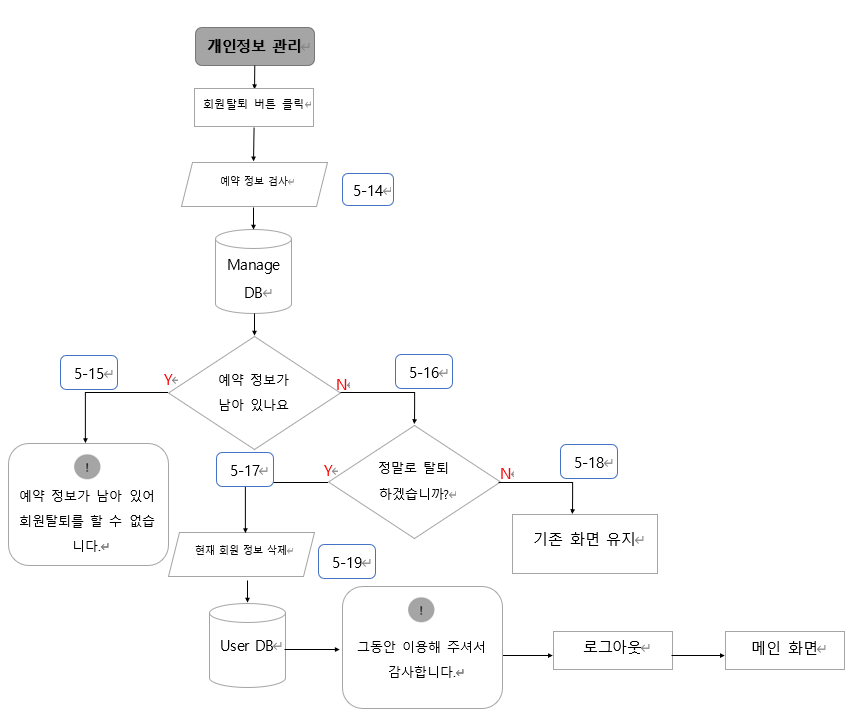 개인정보 관리↵
회원탈퇴 버튼 클릭↵
예약 정보 검사↵
5-14↵
Manage
DB↵
5-15↵
Y↵
예약 정보가
남아 있나요
N↵
5-16↵
!
예약 정보가 남아 있어
회원탈퇴를 할 수 없습
니다.↵
5-17↵
Y↵
정말로 탈퇴
하겠습니까?↵
N↵
5-18↵
기존 화면 유지↵
현재 회원 정보 삭제↵
5-19↵
User DB↵
!
그동안 이용해 주셔서
감사합니다.↵
로그아웃↵
메인 화면↵